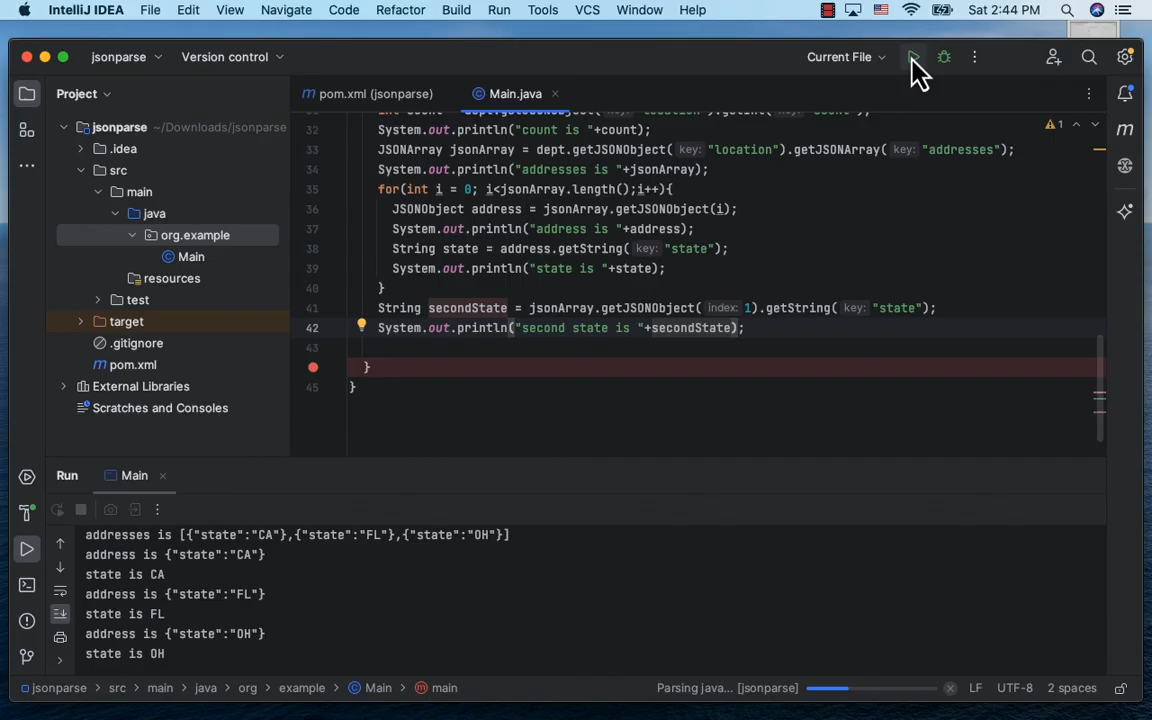 IntelliJ IDEA File Edit View Navigate Code Refactor Build Run Tools VCS Window Help Sat 2:44 PM
jsonparse Version control Current File
Project
pom.xml (jsonparse) Main.java
jsonparse ~/Downloads/jsonparse
.idea
src
main
java
org.example
Main
resources
test
target
.gitignore
pom.xml
External Libraries
Scratches and Consoles
1
32 System.out.println("count is "+count);
33 JSONArray jsonArray = dept.getJSONObject( key: "location").getJSONArray( key: "addresses");
34 System.out.println("addresses is "+jsonArray);
35 for(int i = 0; i<jsonArray.length();i++){
36 JSONObject address = jsonArray.getJSONObject(i);
37 System.out.println("address is "+address);
38 String state = address.getString( key: "state");
39 System.out.println("state is "+state);
40 }
41 String secondState = jsonArray.getJSONObject( index: 1).getString( key: "state");
42 System.out.println("second state is "+secondState);
43
}
45 }
Run Main
addresses is [{"state":"CA"},{"state":"FL"},{"state":"OH"}]
address is {"state":"CA"}
state is CA
address is {"state":"FL"}
state is FL
address is {"state":"OH"}
state is OH
jsonparse > src > main > java > org > example > Main > main Parsing java... [jsonparse] LF UTF-8 2 spaces